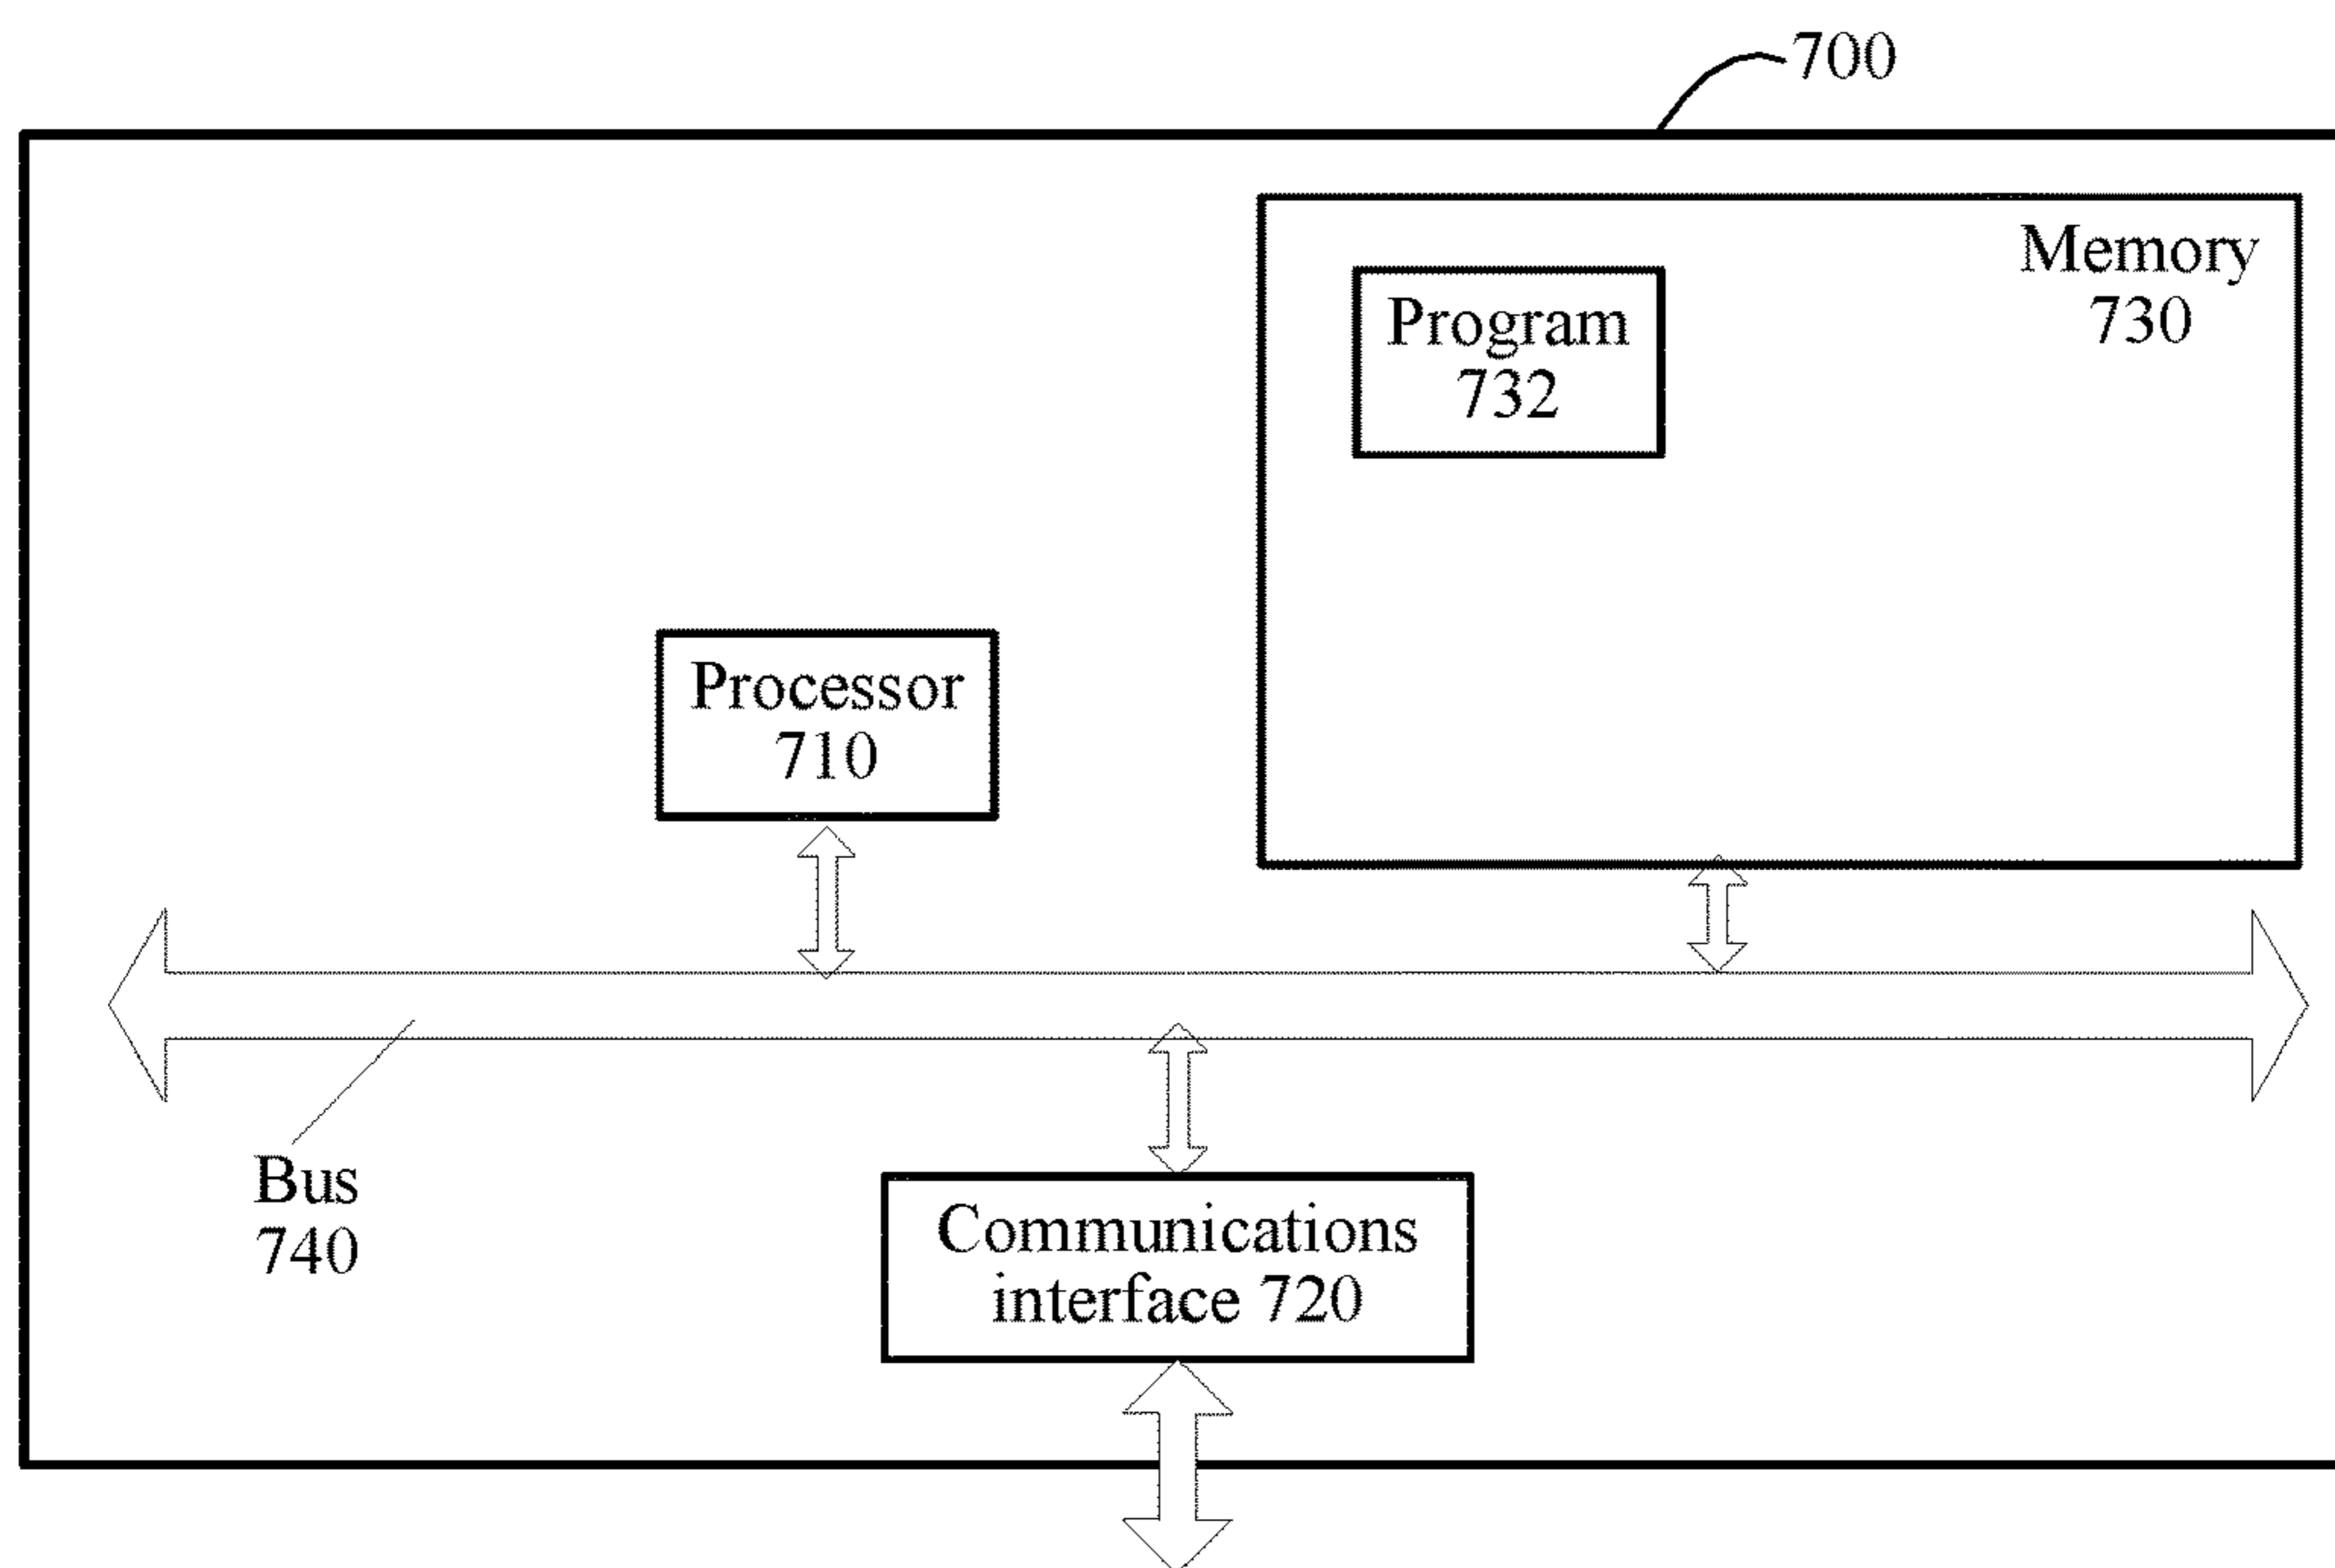 700
Memory
730
Program
732
Processor
710
Bus
740
Communications
interface 720